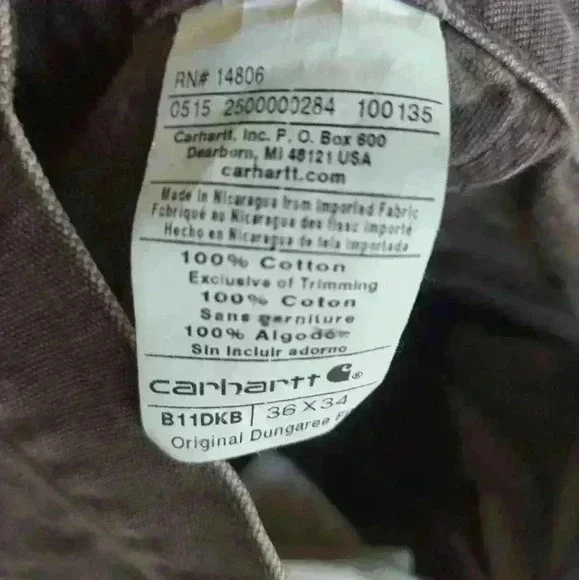 RN# 14806
0515 2500000284 100135
Carhartt, Inc. P. O. Box 600
Dearborn, MI 48121 USA
carhartt.com
Made in Nicaragua from Imported Fabric
Fabriqué au Nicaragua des tissu importé
Hecho en Nicaragua de tela importada
100% Cotton
Exclusive of Trimming
100% Coton
Sans garniture
100% Algodón
Sin Incluir adorno
carhartt ®
B11DKB 36 X 34
Original Dungaree